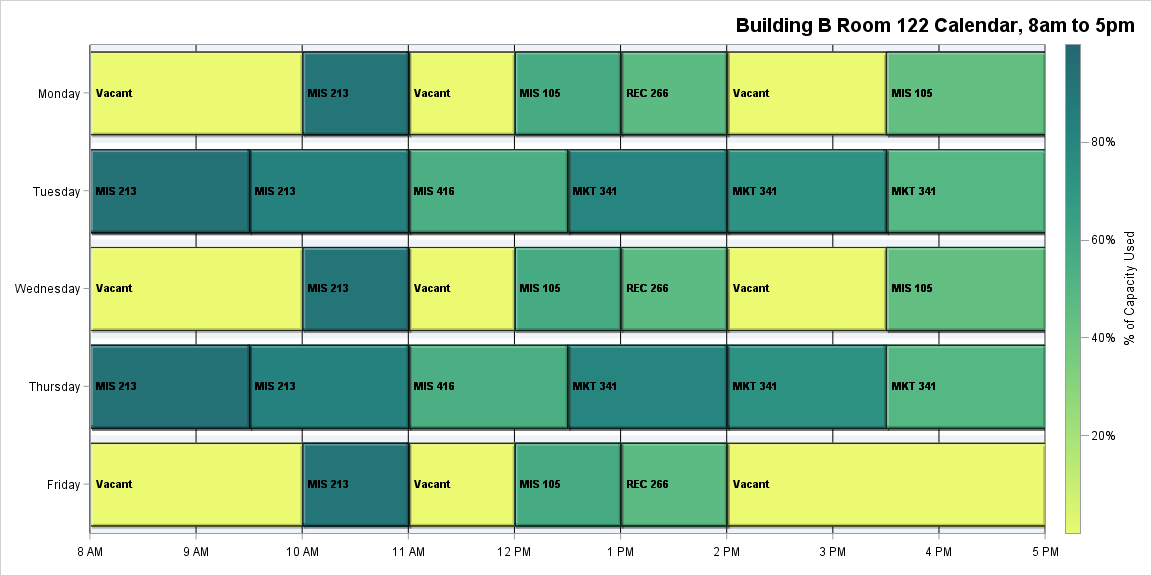 Building B Room 122 Calendar, 8am to 5pm
Monday
Vacant
MIS 213
Vacant
MIS 105
REC 266
Vacant
MIS 105
Tuesday
MIS 213
MIS 213
MIS 416
MKT 341
MKT 341
MKT 341
Wednesday
Vacant
MIS 213
Vacant
MIS 105
REC 266
Vacant
MIS 105
Thursday
MIS 213
MIS 213
MIS 416
MKT 341
MKT 341
MKT 341
Friday
Vacant
MIS 213
Vacant
MIS 105
REC 266
Vacant
8 AM
9 AM
10 AM
11 AM
12 PM
1 PM
2 PM
3 PM
4 PM
5 PM
80%
60%
40%
20%
% of Capacity Used